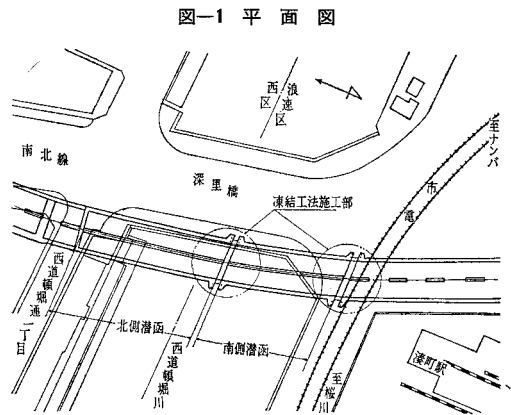 図—1 平面図
西区
浪速区
至ナンバ
南北線
深里橋
凍結工法施工部
市電
西道頓堀通一丁目
北側潜函
南側潜函
西道頓堀川
至桜川
湊町駅